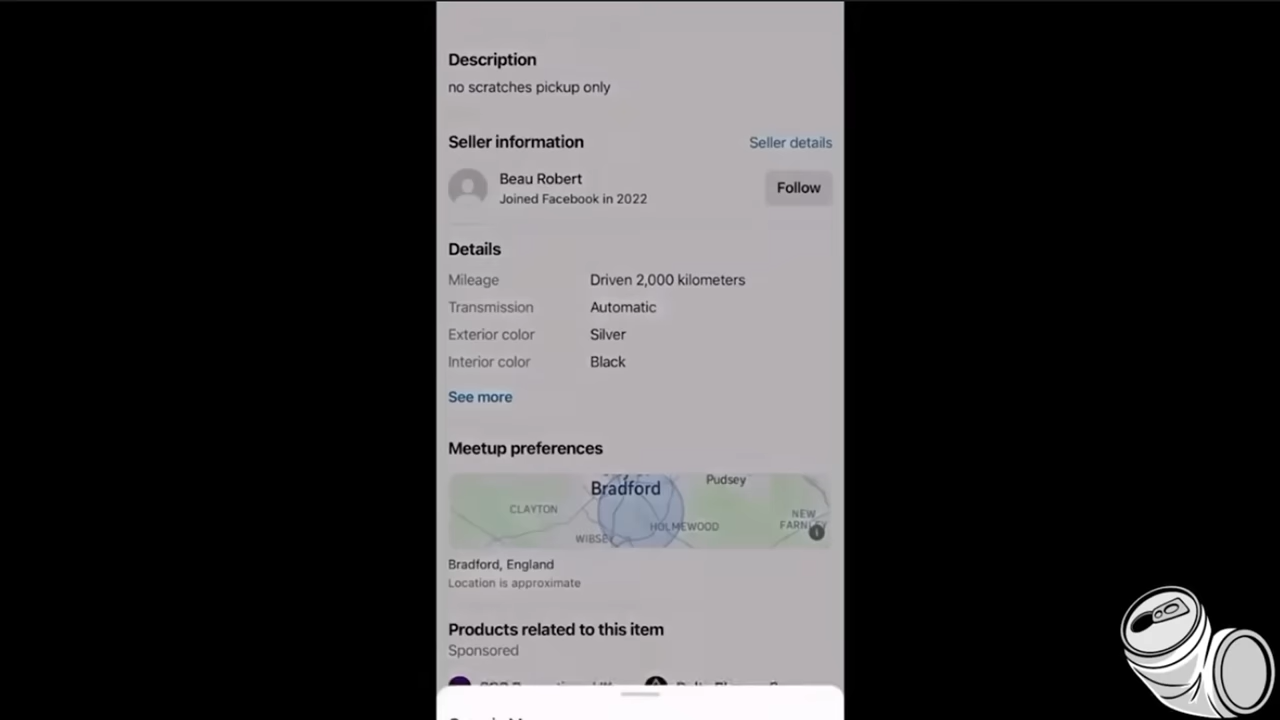 Description
no scratches pickup only
Seller information
Seller details
Beau Robert
Joined Facebook in 2022
Follow
Details
Mileage Driven 2,000 kilometers
Transmission Automatic
Exterior color Silver
Interior color Black
See more
Meetup preferences
Bradford
Pudsey
CLAYTON
HOLMEWOOD
NEW
FARNLEY
WIBSEY
Bradford, England
Location is approximate
Products related to this item
Sponsored